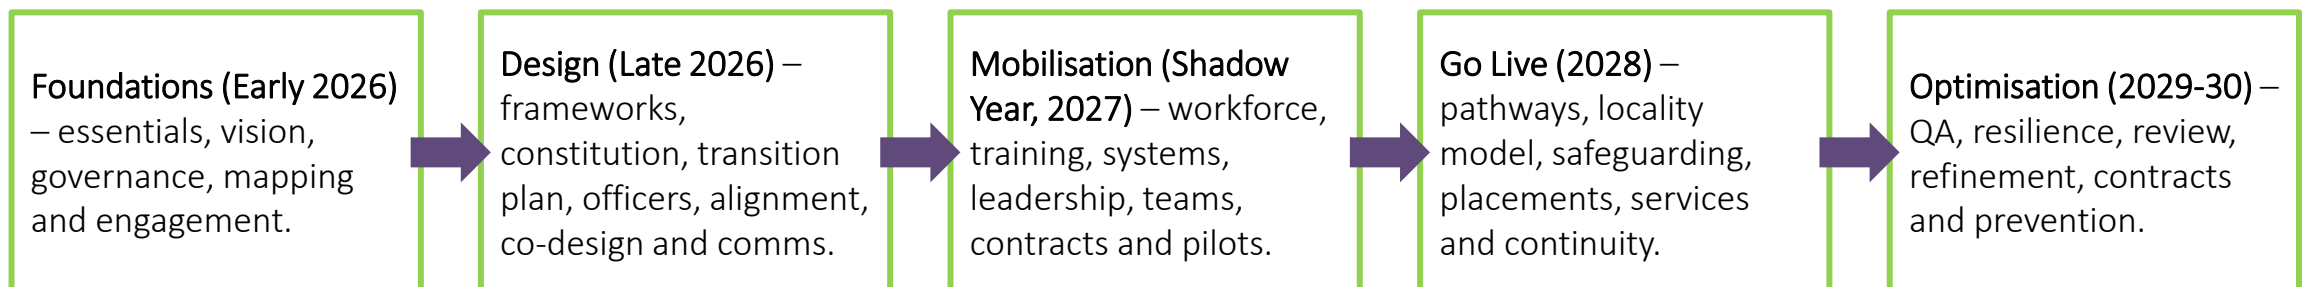 Foundations (Early 2026)
– essentials, vision,
governance, mapping
and engagement.
Design (Late 2026) –
frameworks,
constitution, transition
plan, officers, alignment,
co-design and comms.
Mobilisation (Shadow
Year, 2027) – workforce,
training, systems,
leadership, teams,
contracts and pilots.
Go Live (2028) –
pathways, locality
model, safeguarding,
placements, services
and continuity.
Optimisation (2029-30) –
QA, resilience, review,
refinement, contracts
and prevention.